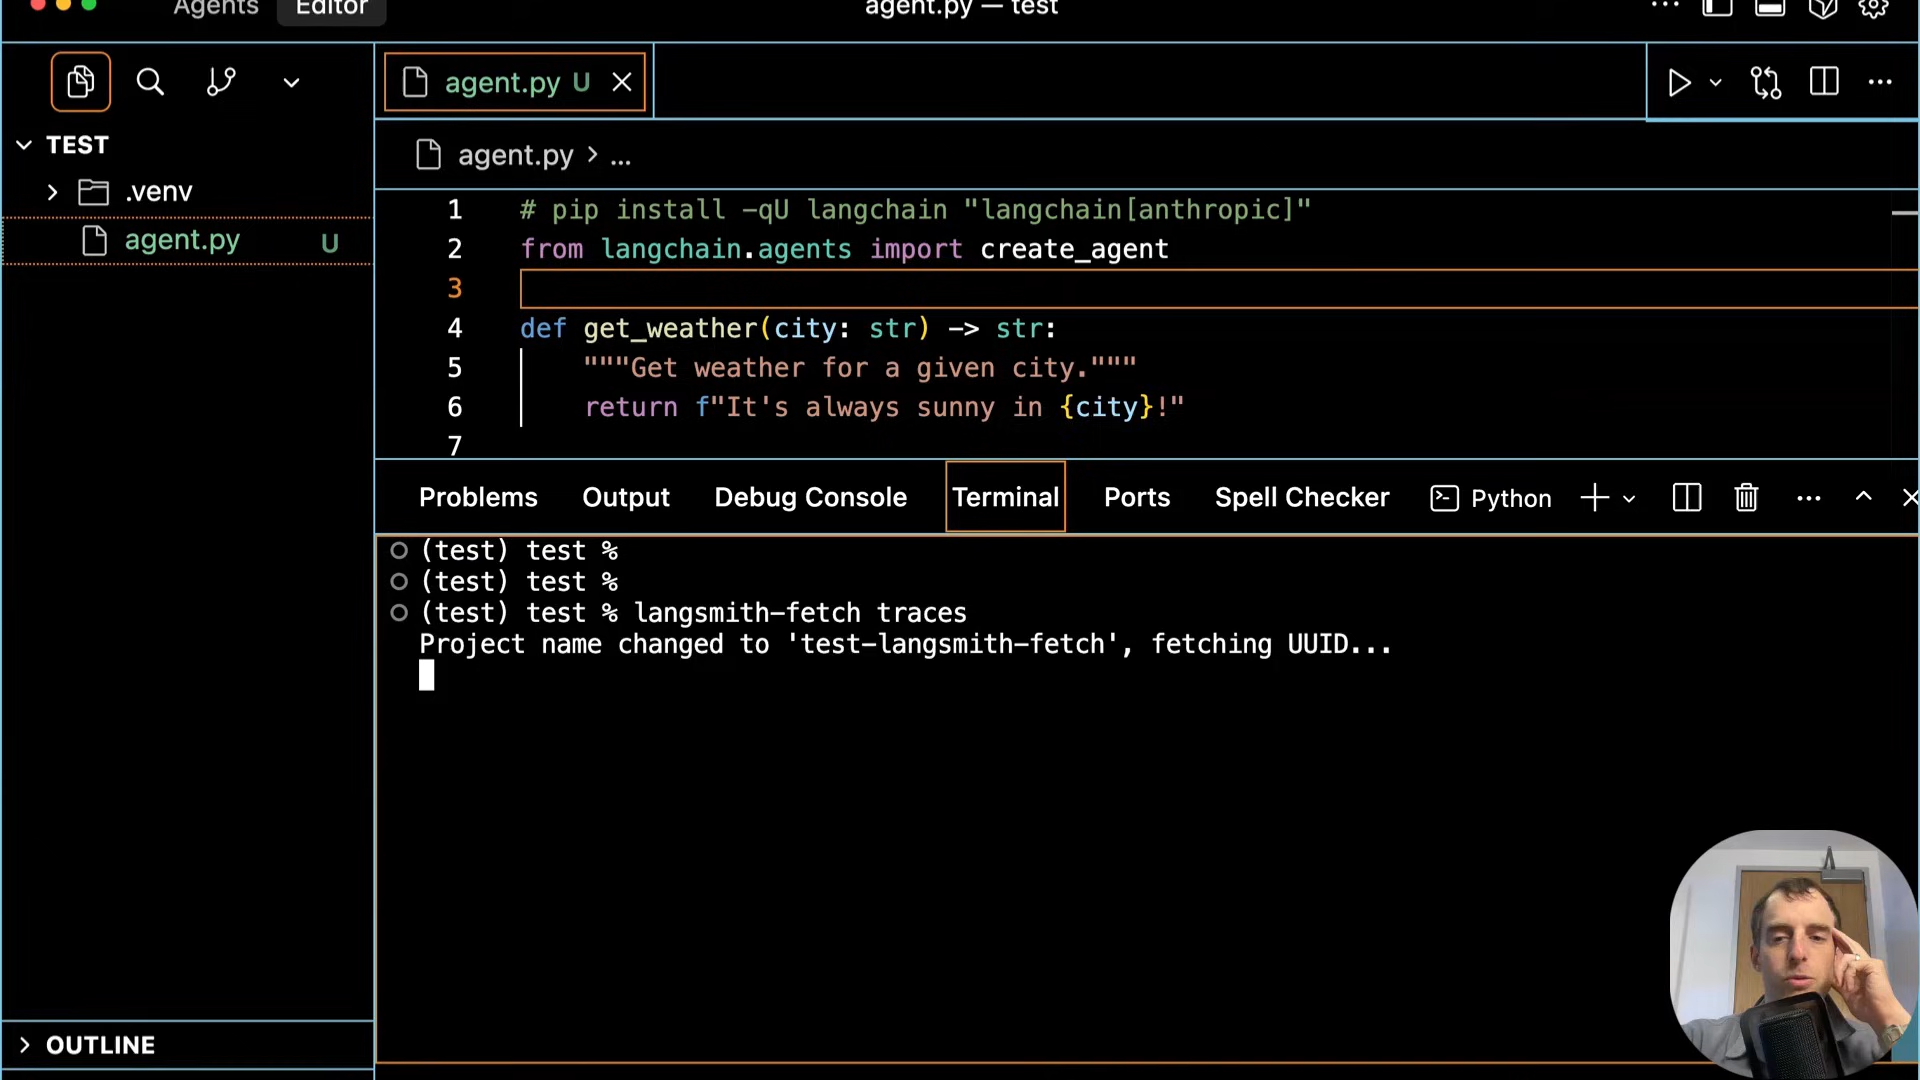 Agents Editor agent.py — test
TEST
.venv
agent.py U
OUTLINE
agent.py U
agent.py > ...
1 # pip install -qU langchain "langchain[anthropic]"
2 from langchain.agents import create_agent
3
4 def get_weather(city: str) -> str:
5 """Get weather for a given city."""
6 return f"It's always sunny in {city}!"
7
Problems Output Debug Console Terminal Ports Spell Checker Python
(test) test %
(test) test %
(test) test % langsmith-fetch traces
Project name changed to 'test-langsmith-fetch', fetching UUID...